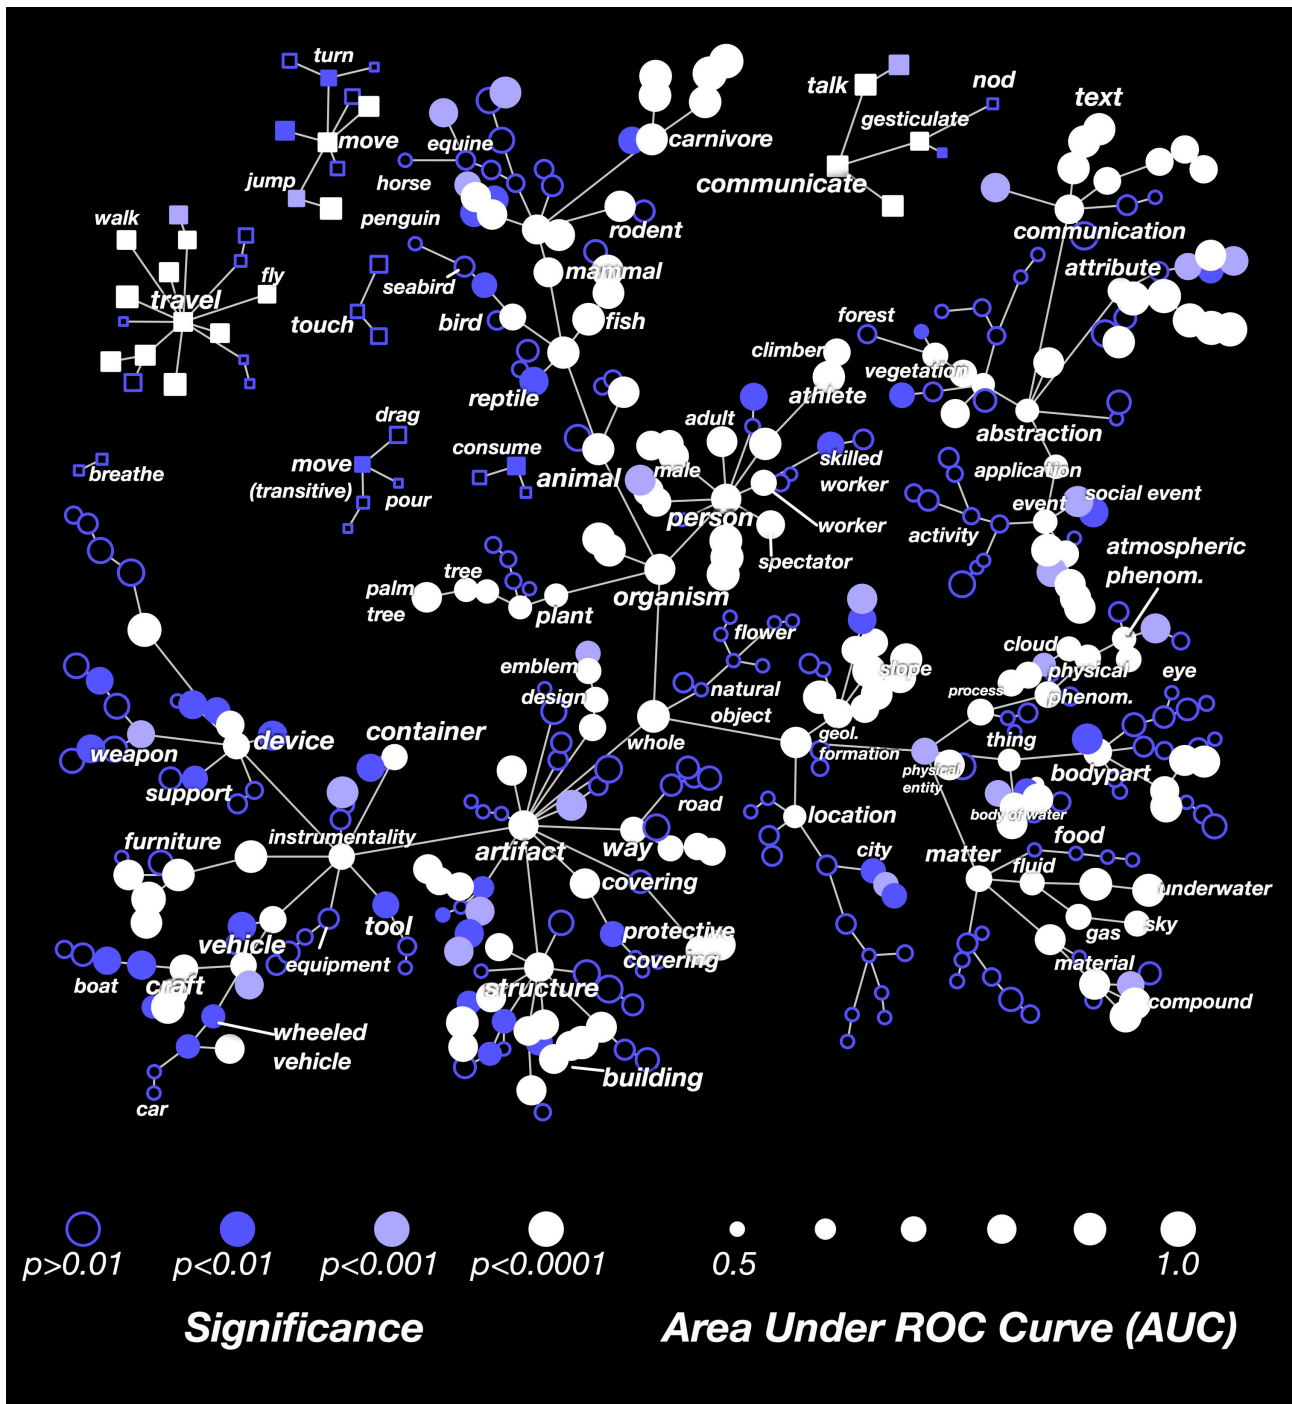 turn
talk
nod
text
gesticulate
move
equine
carnivore
jump
horse
communicate
walk
penguin
rodent
communication
fly
mammal
attribute
seabird
travel
touch
bird
fish
forest
climber
vegetation
reptile
athlete
drag
adult
abstraction
consume
move
(transitive)
pour
breathe
animal
male
skilled
worker
application
event
social event
person
worker
activity
spectator
atmospheric
phenom.
tree
palm
tree
organism
plant
flower
cloud
emblem
slope
physical
phenom.
eye
design
natural
object
process
container
whole
geol.
formation
thing
device
weapon
physical
entity
bodypart
support
road
location
body of water
furniture
instrumentality
artifact
way
city
matter
food
fluid
covering
underwater
tool
vehicle
protective
covering
gas
sky
equipment
material
boat
craft
structure
compound
wheeled
vehicle
building
car
p>0.01
p<0.01
p<0.001
p<0.0001
0.5
1.0
Significance
Area Under ROC Curve (AUC)